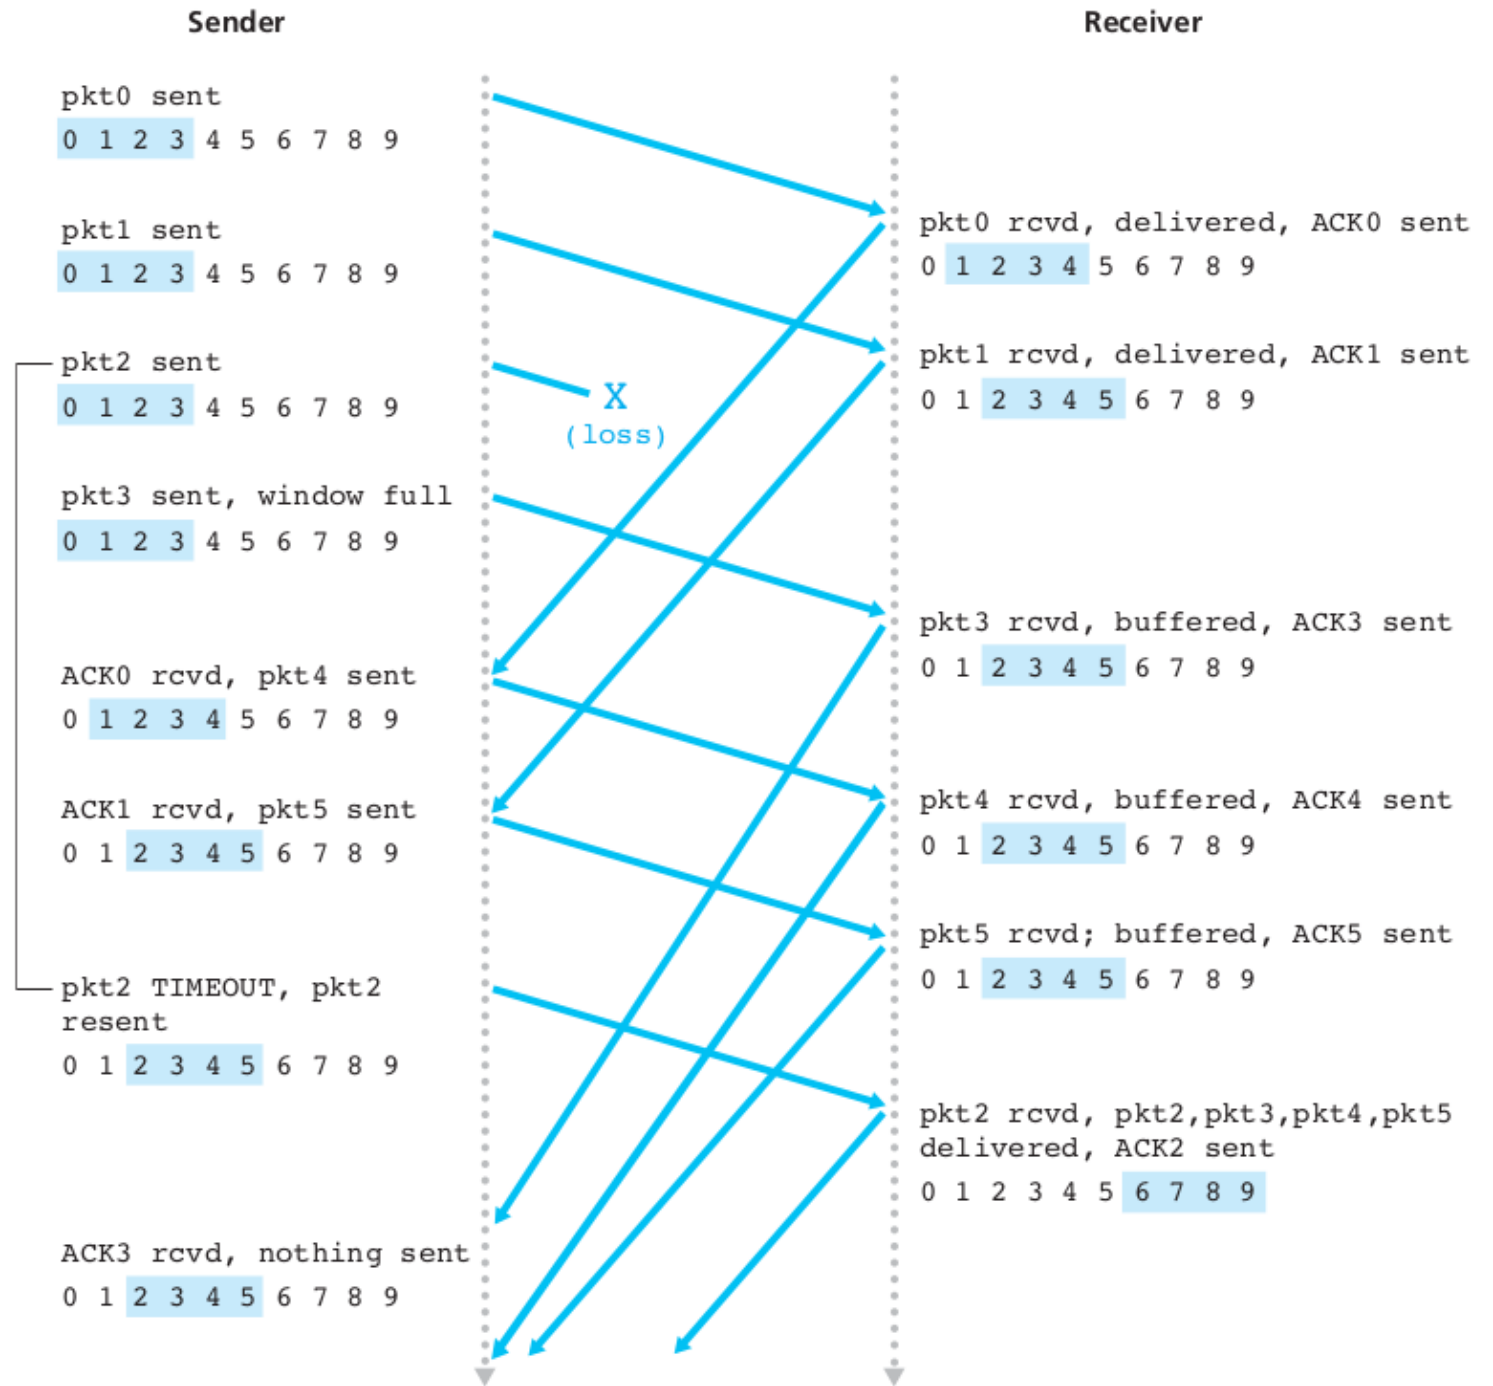 Sender
Receiver
pkt0 sent
0 1 2 3 4 5 6 7 8 9
pkt0 rcvd, delivered, ACK0 sent
0 1 2 3 4 5 6 7 8 9
pkt1 sent
0 1 2 3 4 5 6 7 8 9
pkt1 rcvd, delivered, ACK1 sent
0 1 2 3 4 5 6 7 8 9
pkt2 sent
0 1 2 3 4 5 6 7 8 9
X
(loss)
pkt3 sent, window full
0 1 2 3 4 5 6 7 8 9
pkt3 rcvd, buffered, ACK3 sent
0 1 2 3 4 5 6 7 8 9
ACK0 rcvd, pkt4 sent
0 1 2 3 4 5 6 7 8 9
pkt4 rcvd, buffered, ACK4 sent
0 1 2 3 4 5 6 7 8 9
ACK1 rcvd, pkt5 sent
0 1 2 3 4 5 6 7 8 9
pkt5 rcvd; buffered, ACK5 sent
0 1 2 3 4 5 6 7 8 9
pkt2 TIMEOUT, pkt2
resent
0 1 2 3 4 5 6 7 8 9
pkt2 rcvd, pkt2,pkt3,pkt4,pkt5
delivered, ACK2 sent
0 1 2 3 4 5 6 7 8 9
ACK3 rcvd, nothing sent
0 1 2 3 4 5 6 7 8 9